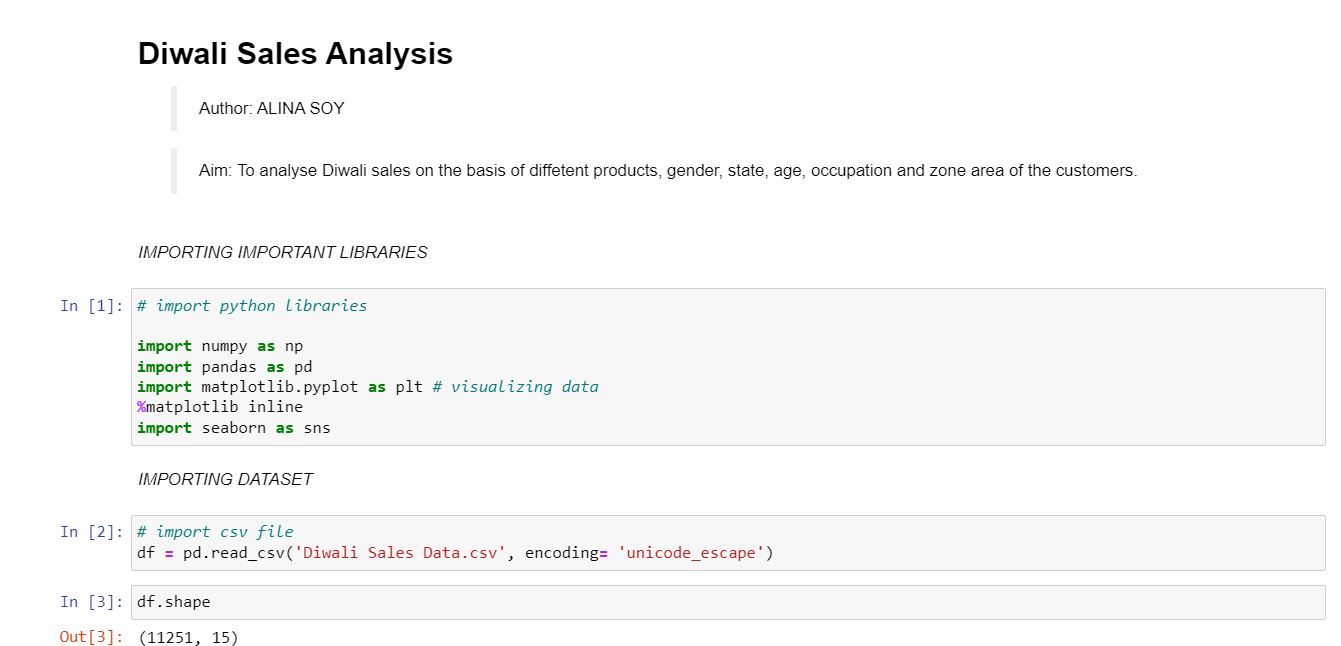 Diwali Sales Analysis
Author: ALINA SOY
Aim: To analyse Diwali sales on the basis of diffetent products, gender, state, age, occupation and zone area of the customers.
IMPORTING IMPORTANT LIBRARIES
In [1]: # import python libraries
import numpy as np
import pandas as pd
import matplotlib.pyplot as plt # visualizing data
%matplotlib inline
import seaborn as sns
IMPORTING DATASET
In [2]: # import csv file
df = pd.read_csv('Diwali Sales Data.csv', encoding= 'unicode_escape')
In [3]: df.shape
Out[3]: (11251, 15)